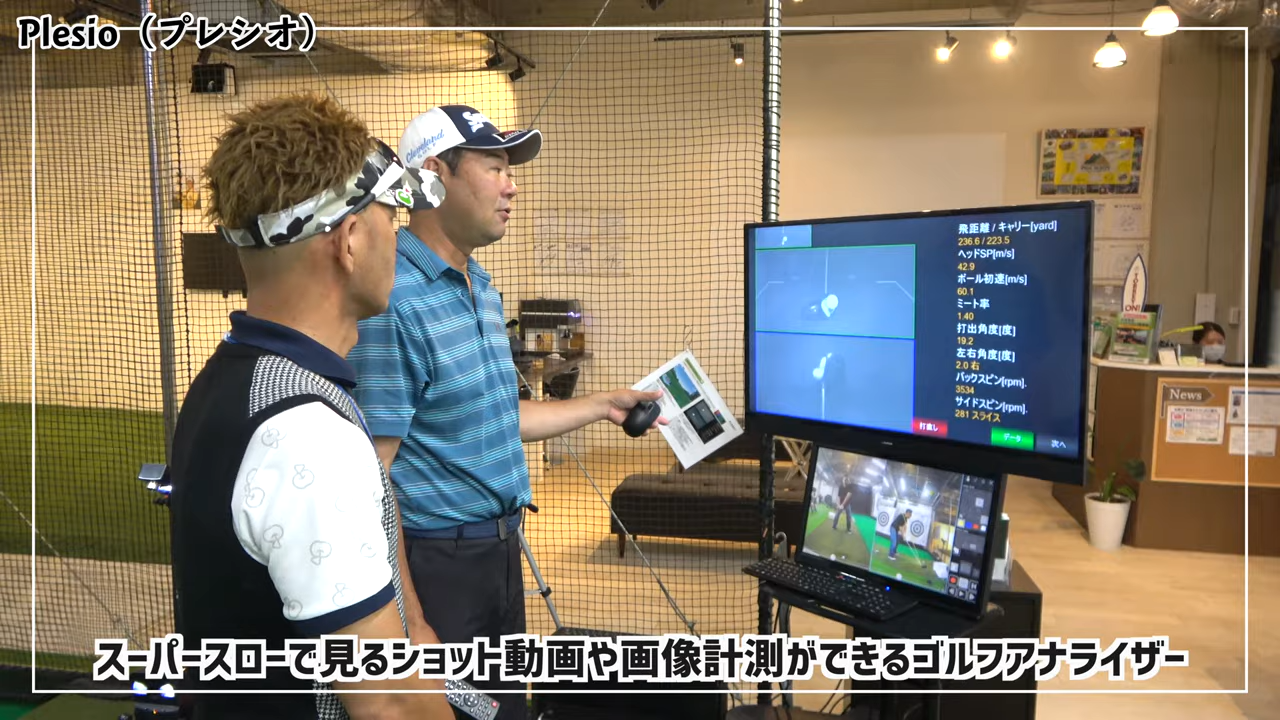 Plesio（プレシオ）
Cleveland
飛距離 / キャリー[yard]
236.6 / 223.5
ヘッドSP[m/s]
42.9
ボール初速[m/s]
60.1
ミート率
1.40
打出角度[度]
19.2
左右角度[度]
2.0 右
バックスピン[rpm].
3534
サイドスピン[rpm].
281 スライス
打直し
データ
次へ
News
スーパースローで見るショット動画や画像計測ができるゴルフアナライザー